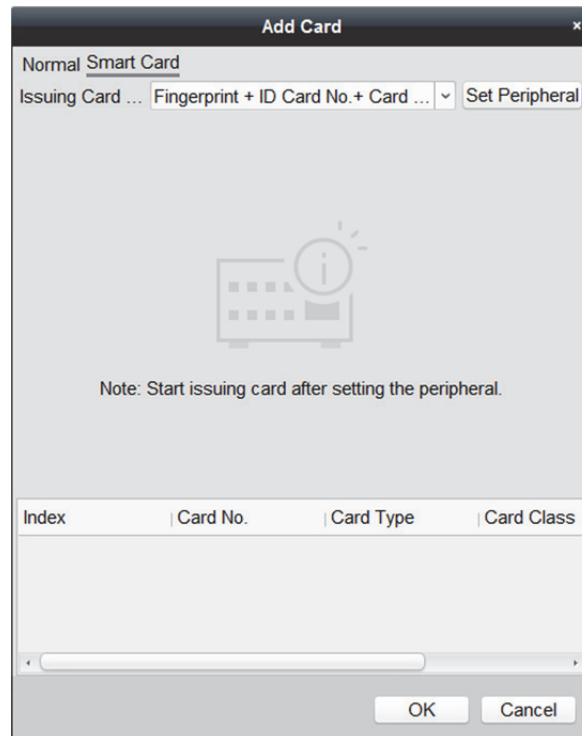 Add Card ×
Normal Smart Card
Issuing Card ... Fingerprint + ID Card No.+ Card ... Set Peripheral
Note: Start issuing card after setting the peripheral.
Index Card No. Card Type Card Class
OK Cancel